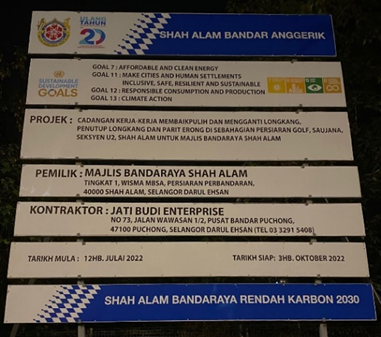 ULANG TAHUN
SHAH ALAM BANDAR ANGGERIK
SUSTAINABLE DEVELOPMENT GOALS
GOAL 7 : AFFORDABLE AND CLEAN ENERGY
GOAL 11 : MAKE CITIES AND HUMAN SETTLEMENTS
INCLUSIVE, SAFE, RESILIENT AND SUSTAINABLE
GOAL 12 : RESPONSIBLE CONSUMPTION AND PRODUCTION
GOAL 13 : CLIMATE ACTION
PROJEK : CADANGAN KERJA-KERJA MEMBAIKPULIH DAN MENGGANTI LONGKANG,
PENUTUP LONGKANG DAN PARIT ERONG DI SEBAHAGIAN PERSIARAN GOLF, SAUJANA,
SEKSYEN U2, SHAH ALAM UNTUK MAJLIS BANDARAYA SHAH ALAM
PEMILIK : MAJLIS BANDARAYA SHAH ALAM
TINGKAT 1, WISMA MBSA, PERSIARAN PERBANDARAN,
40000 SHAH ALAM, SELANGOR DARUL EHSAN
KONTRAKTOR : JATI BUDI ENTERPRISE
NO 73, JALAN WAWASAN 1/2, PUSAT BANDAR PUCHONG,
47100 PUCHONG, SELANGOR DARUL EHSAN (TEL 03 3291 5408)
TARIKH MULA : 12HB. JULAI 2022 TARIKH SIAP: 3HB. OKTOBER 2022
SHAH ALAM BANDARAYA RENDAH KARBON 2030